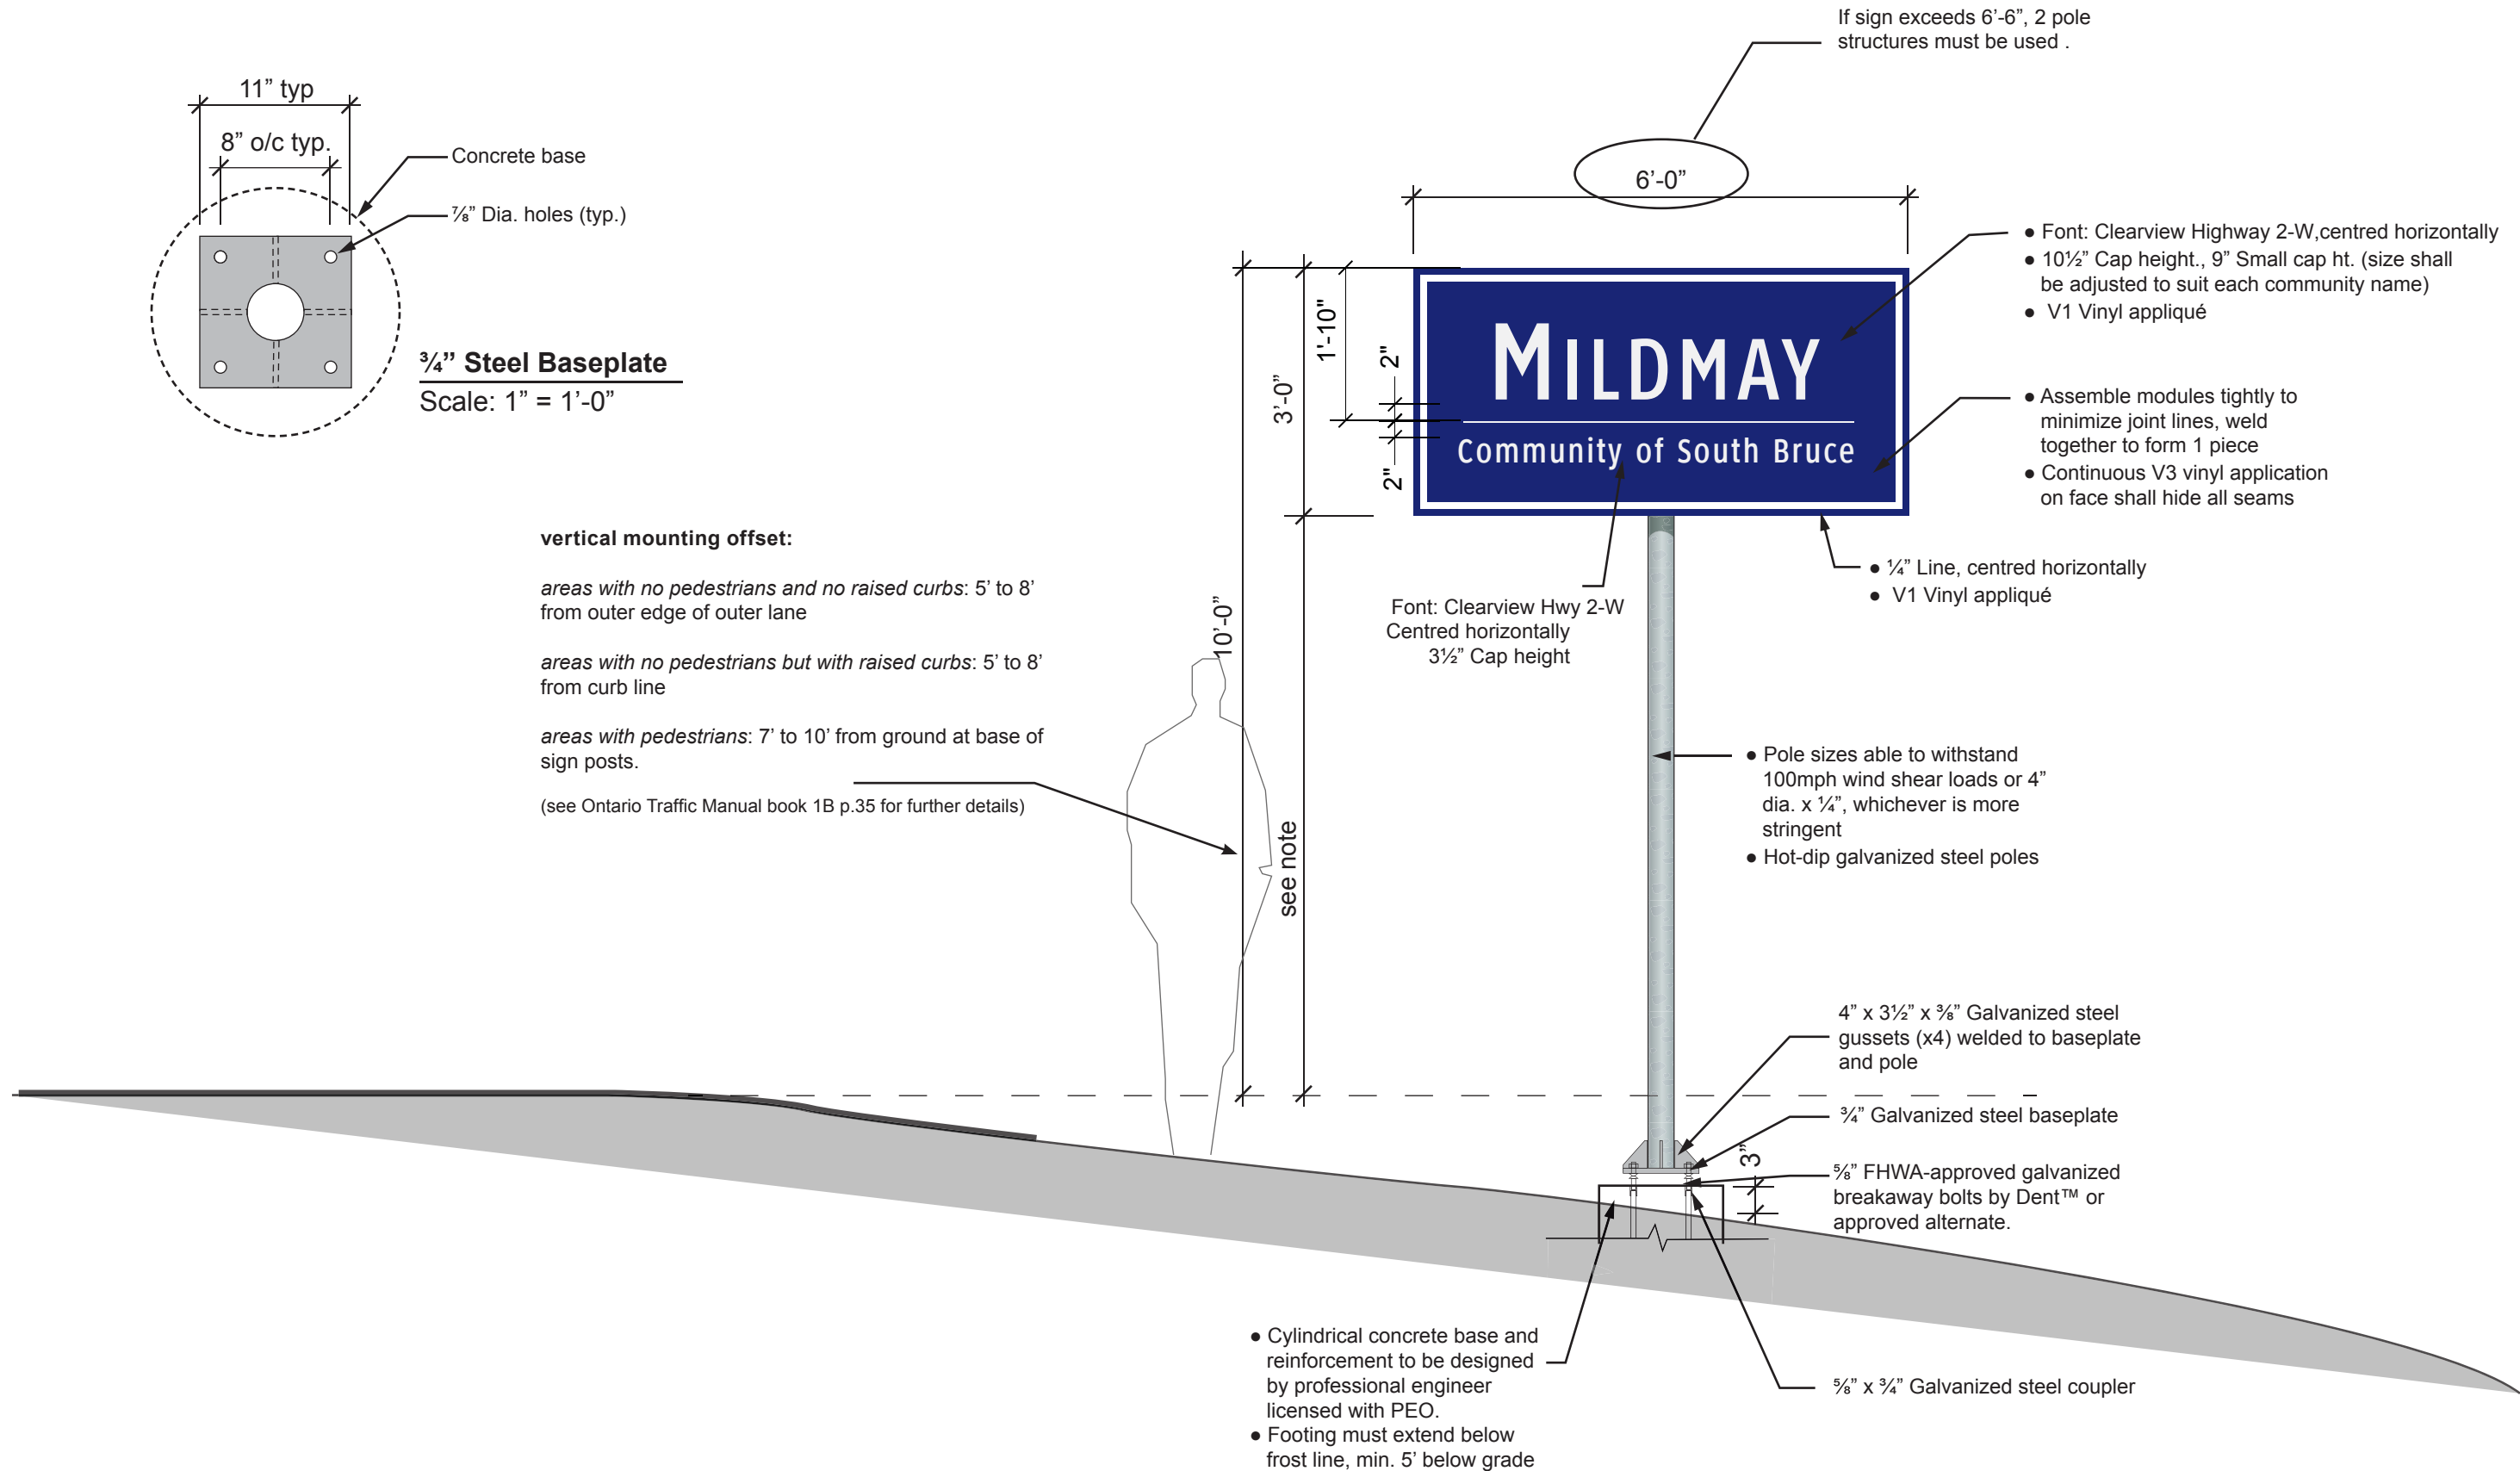 If sign exceeds 6’-6”, 2 pole
structures must be used .
11” typ
8” o/c typ.
Concrete base
⅞” Dia. holes (typ.)
¾” Steel Baseplate
Scale: 1” = 1’-0”
6’-0”
● Font: Clearview Highway 2-W,centred horizontally
● 10½” Cap height., 9” Small cap ht. (size shall
be adjusted to suit each community name)
● V1 Vinyl appliqué
1'-10"
2"
3’-0”
2"
MILDMAY
Community of South Bruce
● Assemble modules tightly to
minimize joint lines, weld
together to form 1 piece
● Continuous V3 vinyl application
on face shall hide all seams
● ¼” Line, centred horizontally
● V1 Vinyl appliqué
vertical mounting offset:
areas with no pedestrians and no raised curbs: 5’ to 8’
from outer edge of outer lane
areas with no pedestrians but with raised curbs: 5’ to 8’
from curb line
areas with pedestrians: 7’ to 10’ from ground at base of
sign posts.
(see Ontario Traffic Manual book 1B p.35 for further details)
10’-0”
see note
Font: Clearview Hwy 2-W
Centred horizontally
3½” Cap height
● Pole sizes able to withstand
100mph wind shear loads or 4”
dia. x ¼”, whichever is more
stringent
● Hot-dip galvanized steel poles
4” x 3½” x ⅜” Galvanized steel
gussets (x4) welded to baseplate
and pole
¾” Galvanized steel baseplate
3”
⅝” FHWA-approved galvanized
breakaway bolts by Dent™ or
approved alternate.
⅝” x ¾” Galvanized steel coupler
● Cylindrical concrete base and
reinforcement to be designed
by professional engineer
licensed with PEO.
● Footing must extend below
frost line, min. 5’ below grade